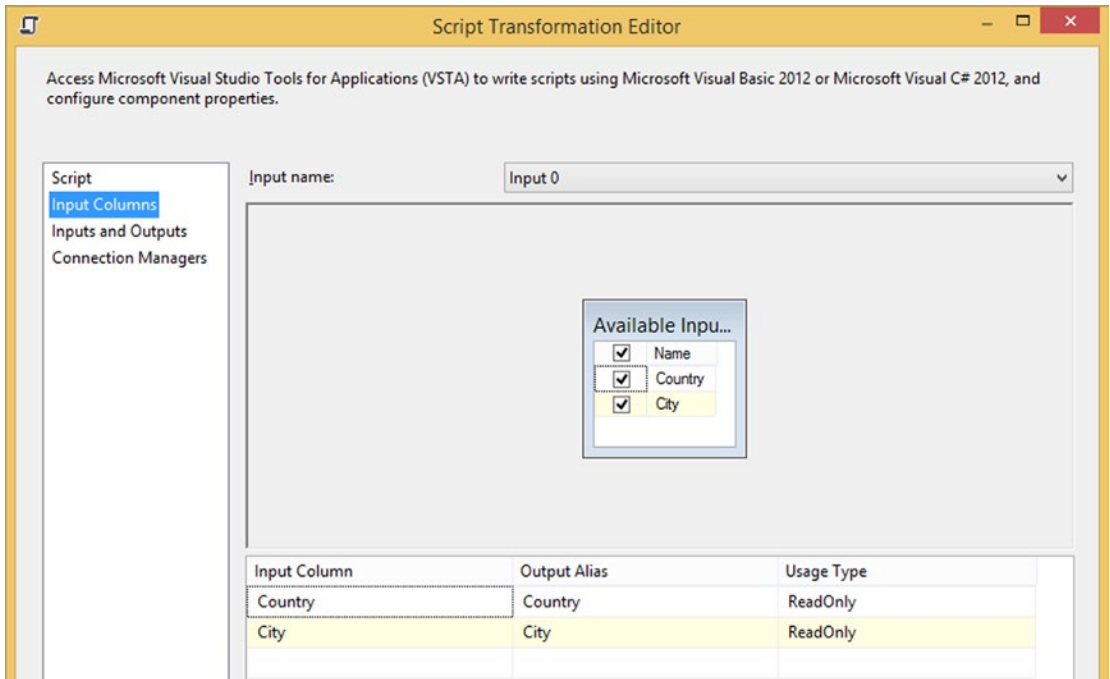 Script Transformation Editor
Access Microsoft Visual Studio Tools for Applications (VSTA) to write scripts using Microsoft Visual Basic 2012 or Microsoft Visual C# 2012, and
configure component properties.
Script
Input Columns
Inputs and Outputs
Connection Managers
Input name:
Input 0
Available Inpu...
Name
Country
City
Input Column Output Alias Usage Type
Country Country ReadOnly
City City ReadOnly